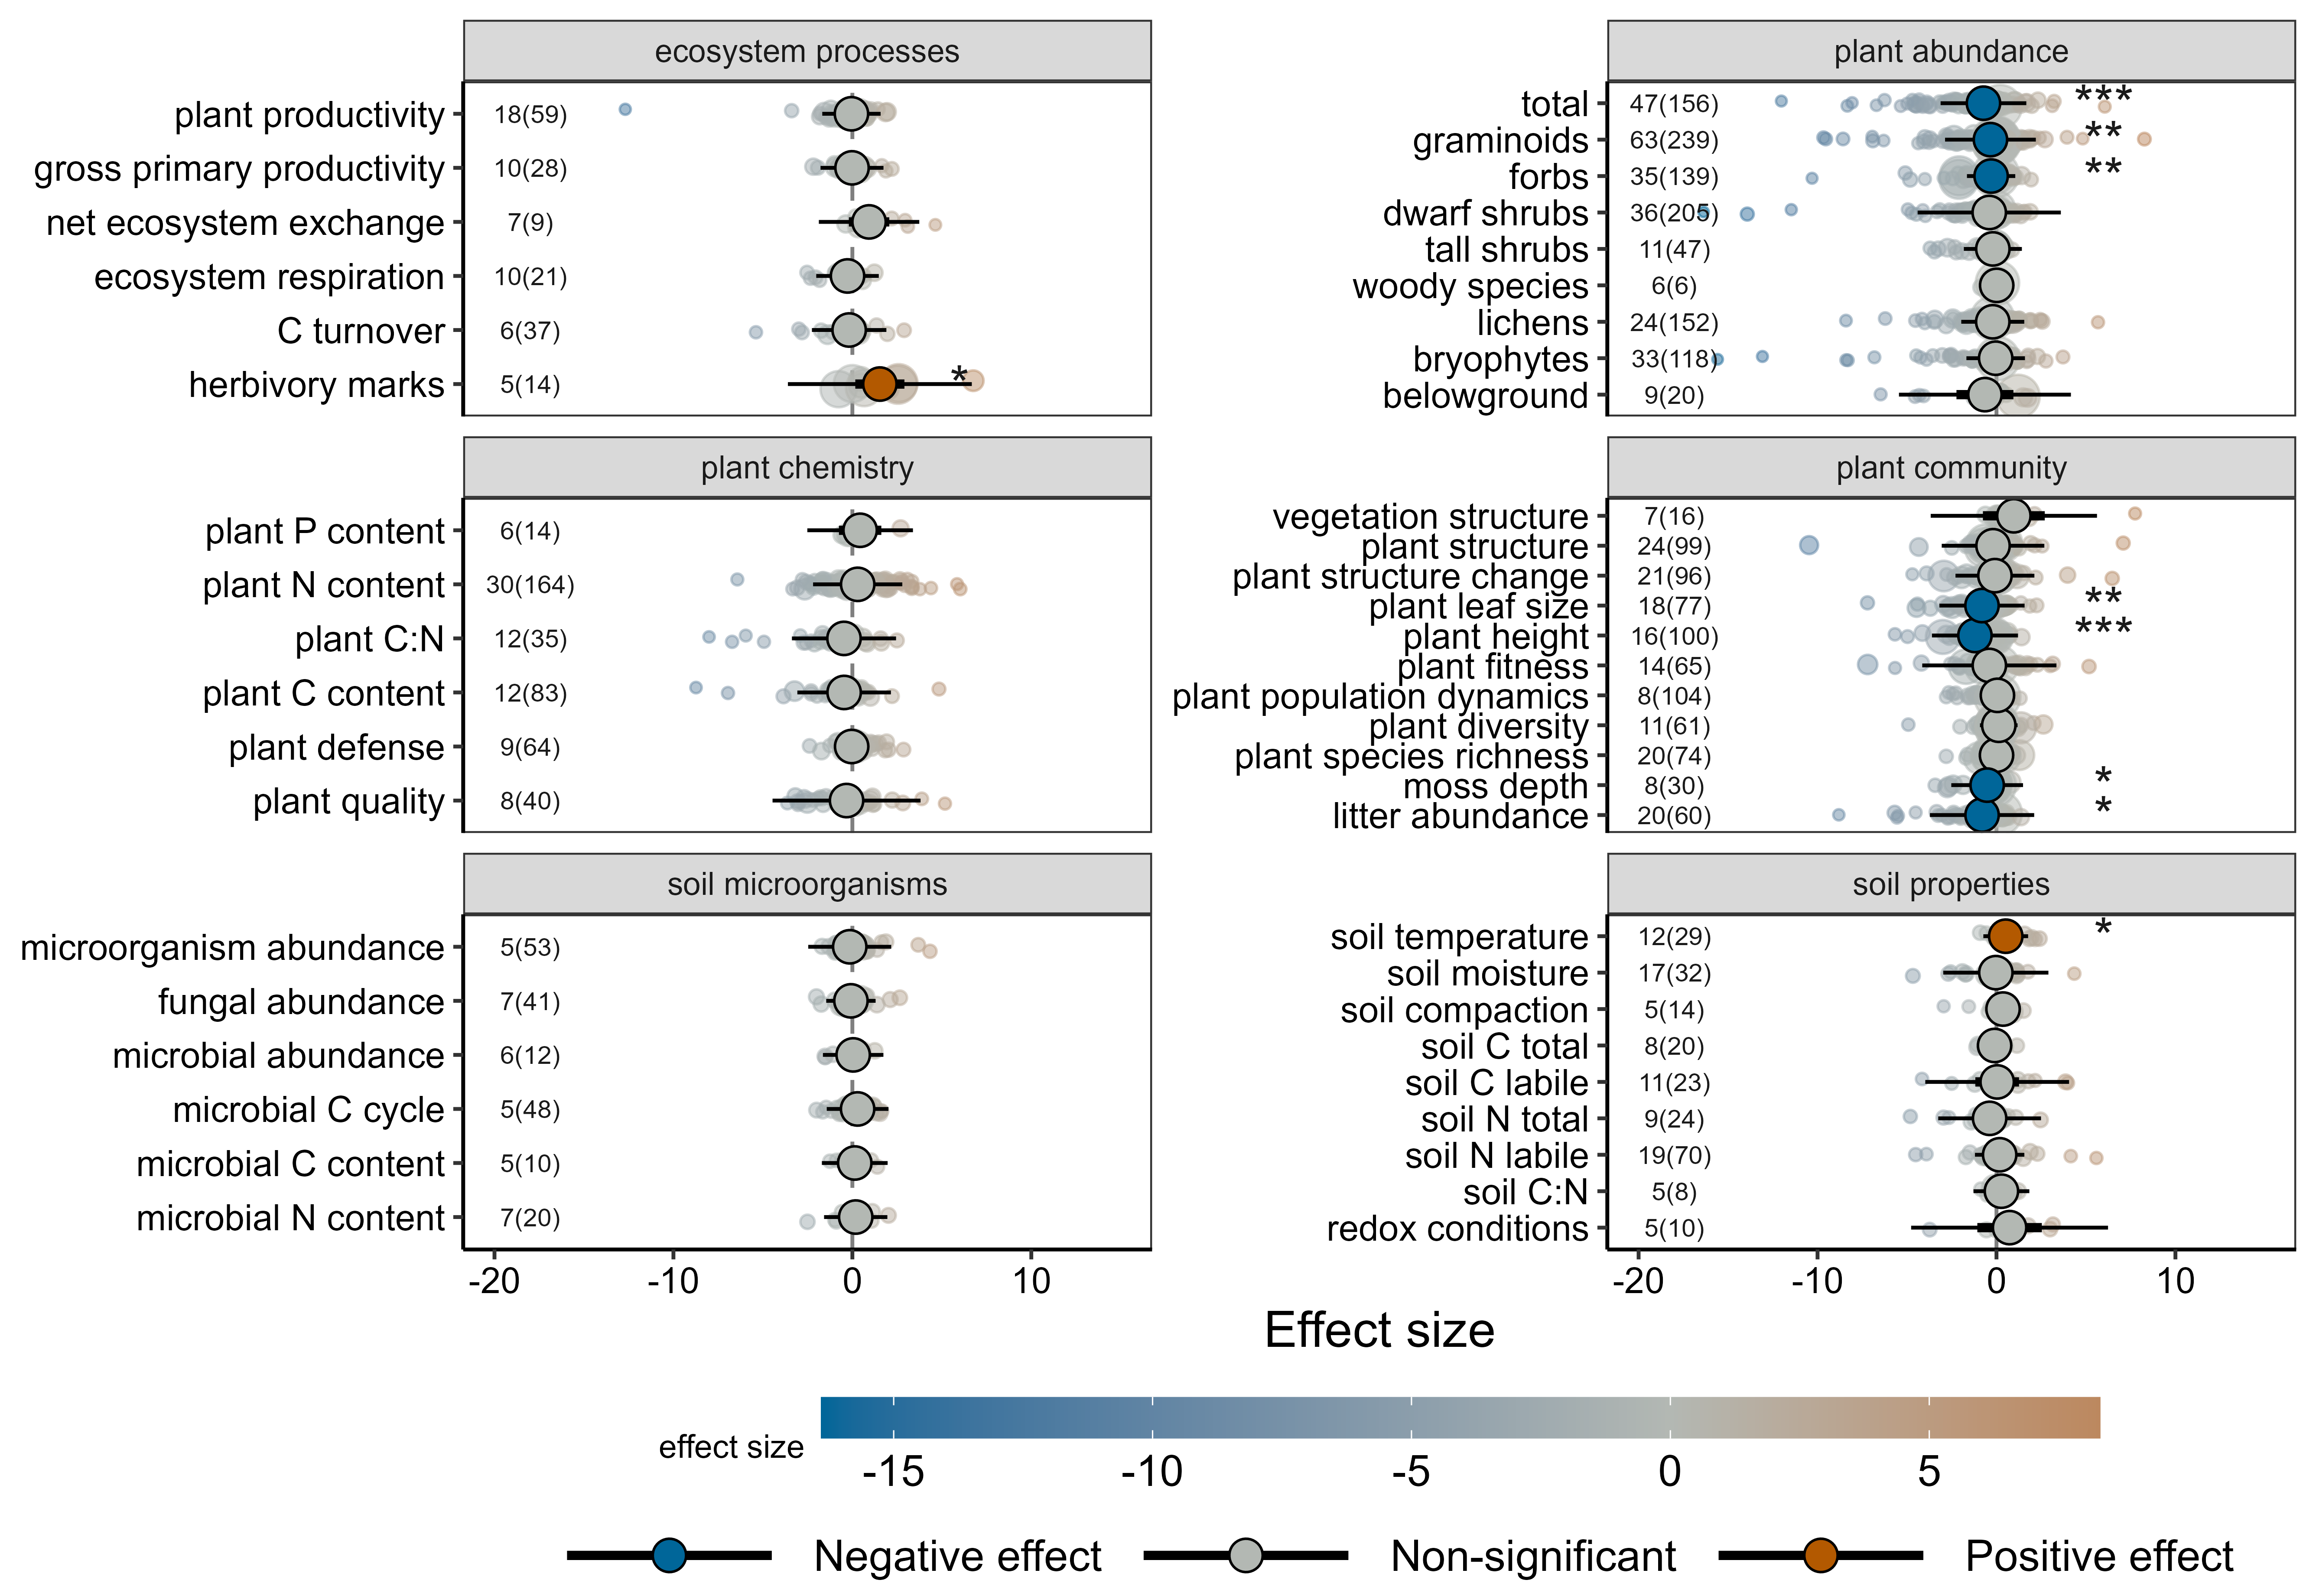 ecosystem processes
plant productivity 18(59)
gross primary productivity 10(28)
net ecosystem exchange 7(9)
ecosystem respiration 10(21)
C turnover 6(37)
herbivory marks 5(14) *
plant abundance
total 47(156) ***
graminoids 63(239) **
forbs 35(139) **
dwarf shrubs 36(205)
tall shrubs 11(47)
woody species 6(6)
lichens 24(152)
bryophytes 33(118)
belowground 9(20)
plant chemistry
plant P content 6(14)
plant N content 30(164)
plant C:N 12(35)
plant C content 12(83)
plant defense 9(64)
plant quality 8(40)
plant community
vegetation structure 7(16)
plant structure 24(99)
plant structure change 21(96)
plant leaf size 18(77) **
plant height 16(100) ***
plant fitness 14(65)
plant population dynamics 8(104)
plant diversity 11(61)
plant species richness 20(74)
moss depth 8(30) *
litter abundance 20(60) *
soil microorganisms
microorganism abundance 5(53)
fungal abundance 7(41)
microbial abundance 6(12)
microbial C cycle 5(48)
microbial C content 5(10)
microbial N content 7(20)
-20 -10 0 10
soil properties
soil temperature 12(29) *
soil moisture 17(32)
soil compaction 5(14)
soil C total 8(20)
soil C labile 11(23)
soil N total 9(24)
soil N labile 19(70)
soil C:N 5(8)
redox conditions 5(10)
-20 -10 0 10
Effect size
effect size
-15 -10 -5 0 5
Negative effect Non-significant Positive effect